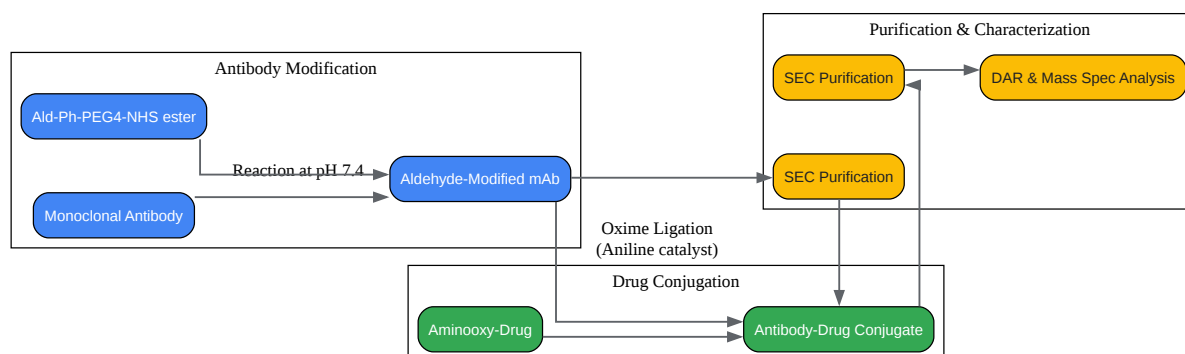 Purification & Characterization
SEC Purification
DAR & Mass Spec Analysis
Antibody Modification
Ald-Ph-PEG4-NHS ester
Reaction at pH 7.4
Aldehyde-Modified mAb
SEC Purification
Monoclonal Antibody
Oxime Ligation
(Aniline catalyst)
Drug Conjugation
Aminooxy-Drug
Antibody-Drug Conjugate